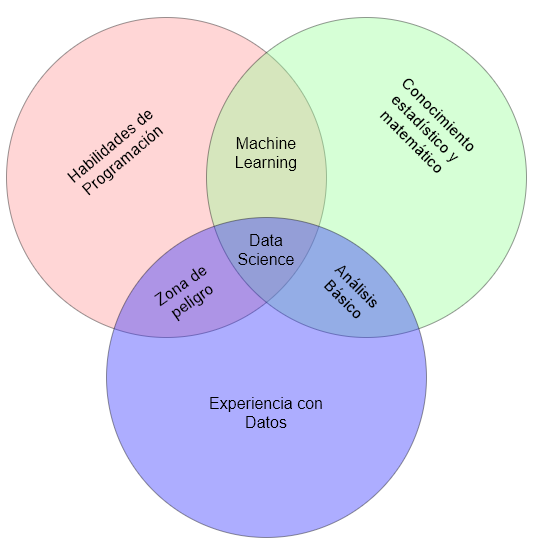 Habilidades de
Programación
Conocimiento
estadístico y
matemático
Machine
Learning
Data
Science
Zona de
peligro
Análisis
Básico
Experiencia con
Datos